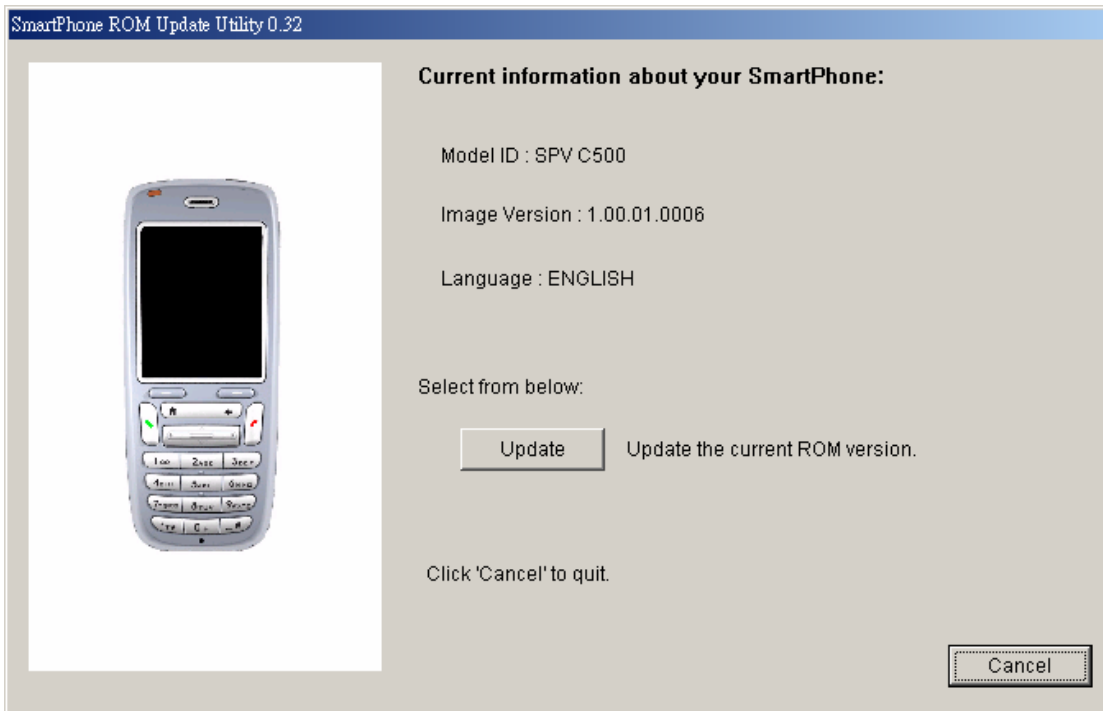 SmartPhone ROM Update Utility 0.32
Current information about your SmartPhone:
Model ID : SPV C500
Image Version : 1.00.01.0006
Language : ENGLISH
Select from below:
Update
Update the current ROM version.
Click 'Cancel' to quit.
Cancel